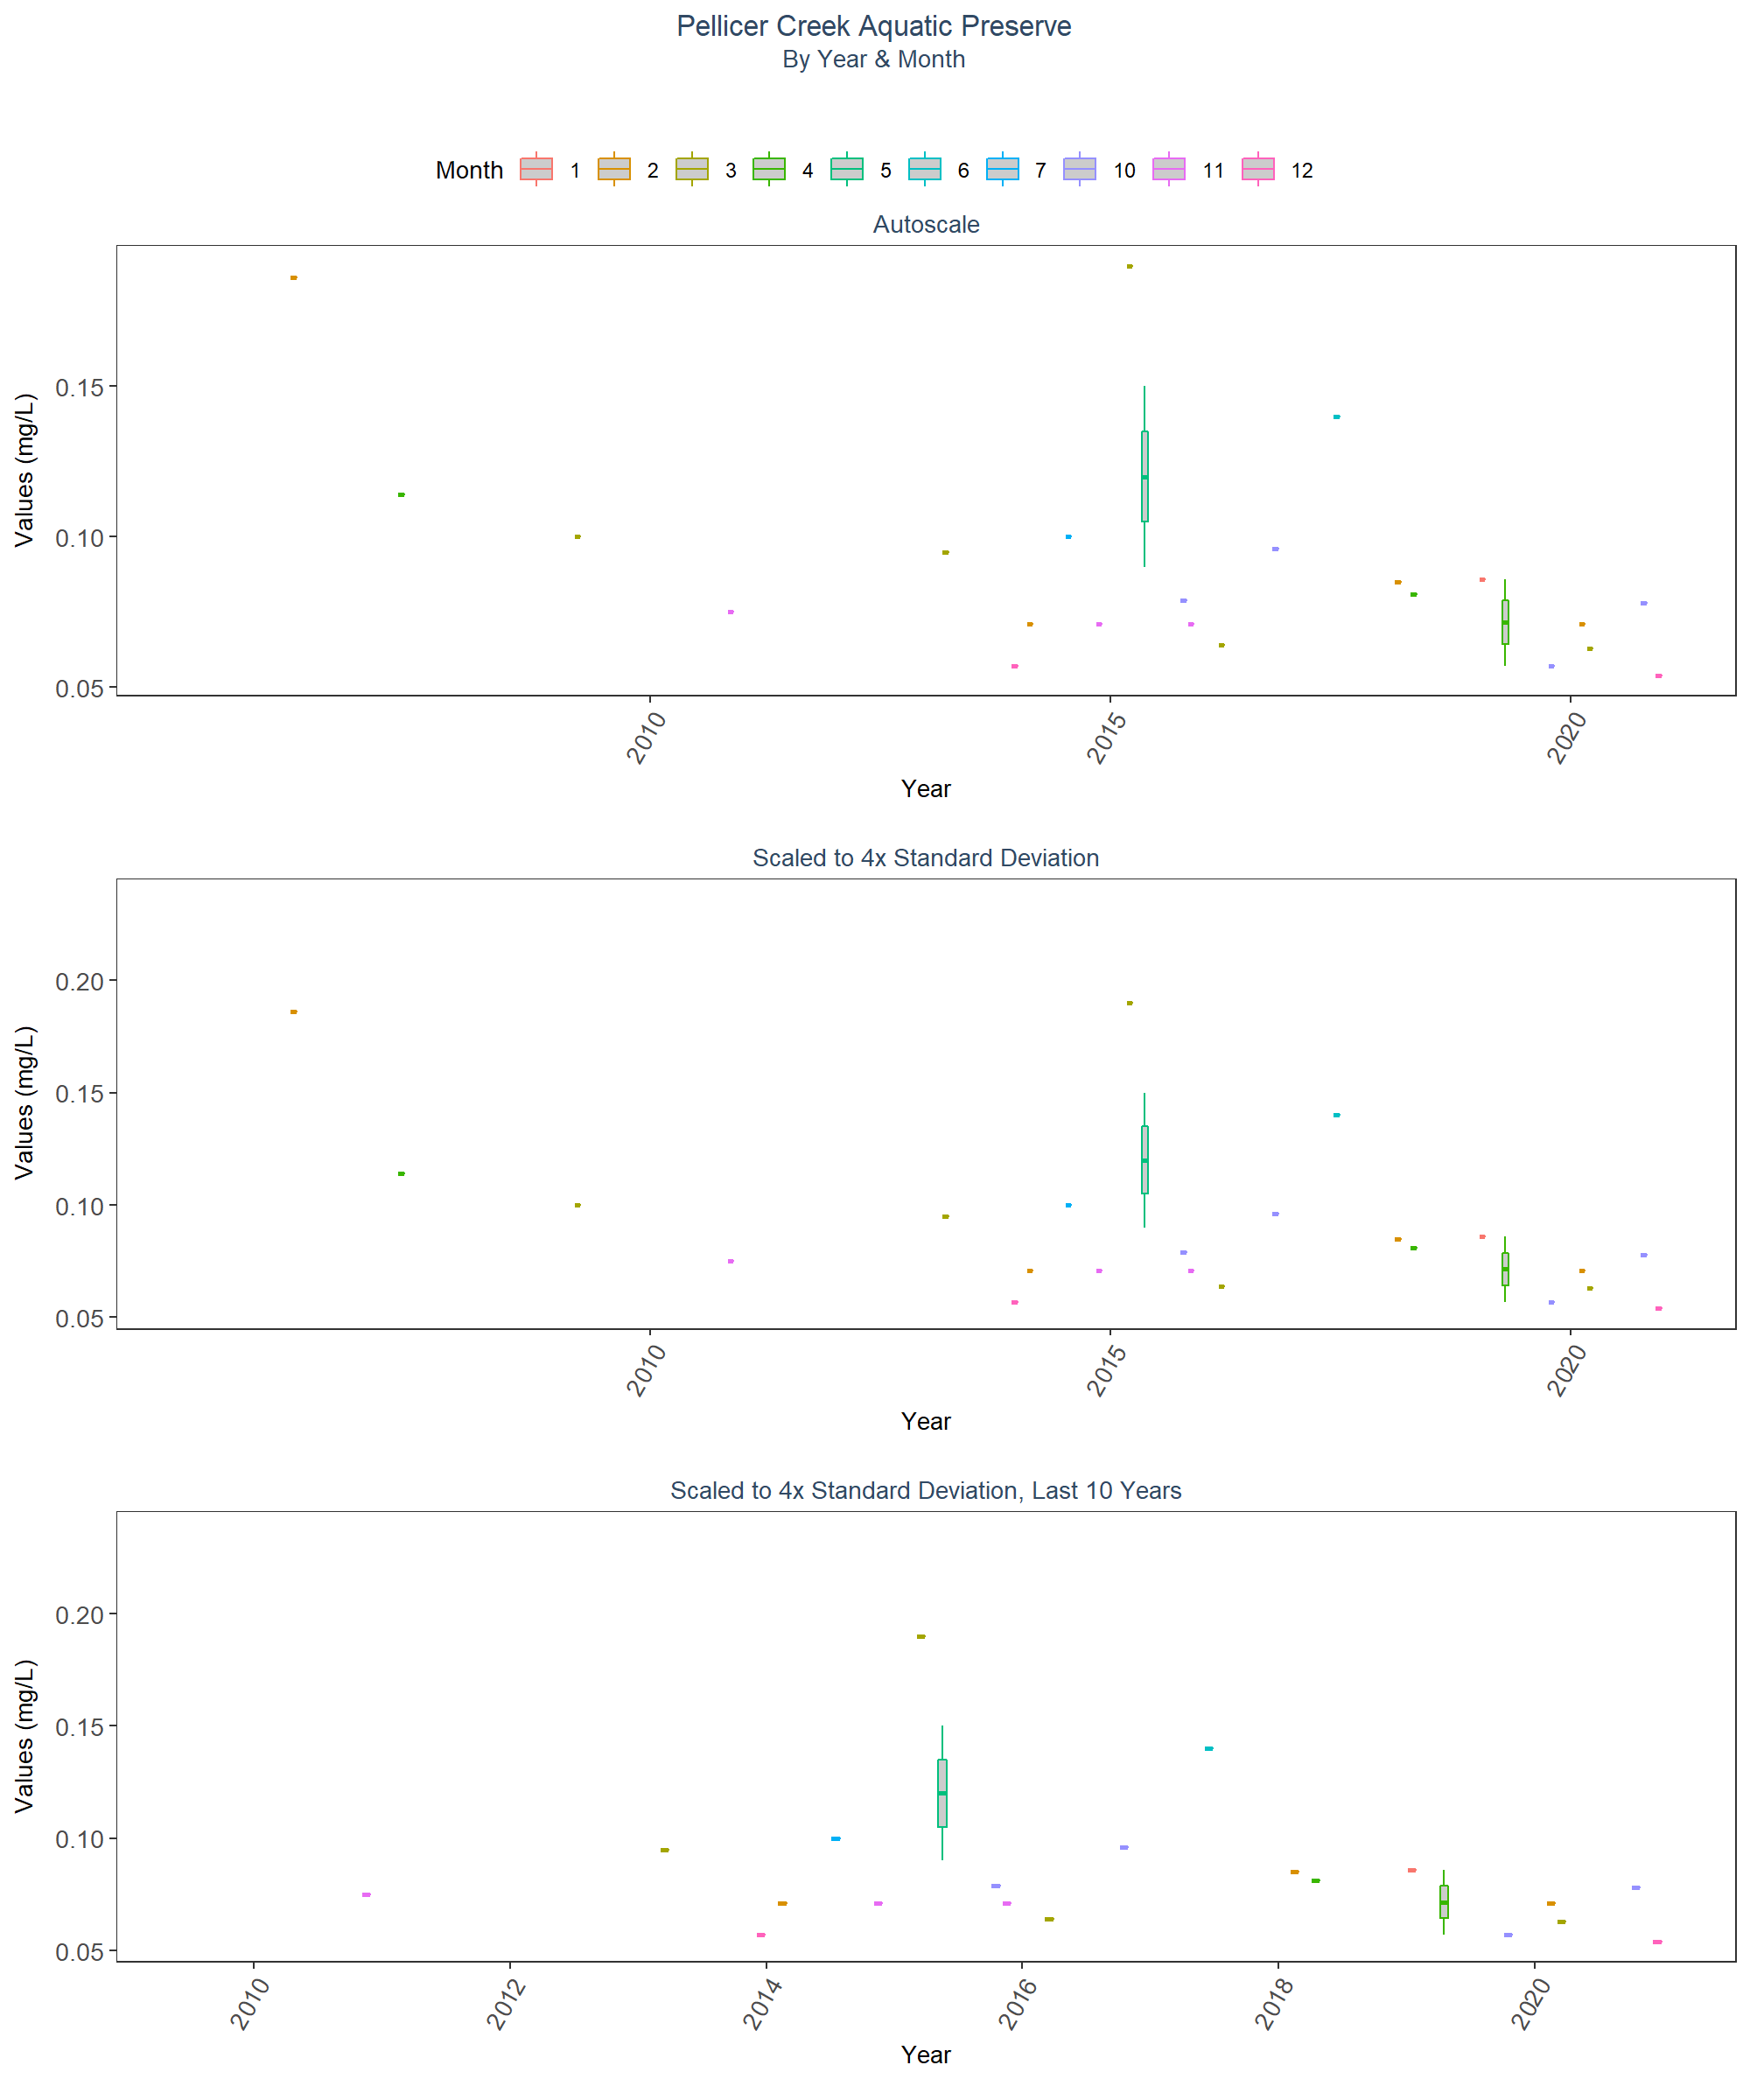 Pellicer Creek Aquatic Preserve
By Year & Month
Month 1 2 3 4 5 6 7 10 11 12
Autoscale
Values (mg/L)
0.15
0.10
0.05
2010 2015 2020
Year
Scaled to 4x Standard Deviation
Values (mg/L)
0.20
0.15
0.10
0.05
2010 2015 2020
Year
Scaled to 4x Standard Deviation, Last 10 Years
Values (mg/L)
0.20
0.15
0.10
0.05
2010 2012 2014 2016 2018 2020
Year